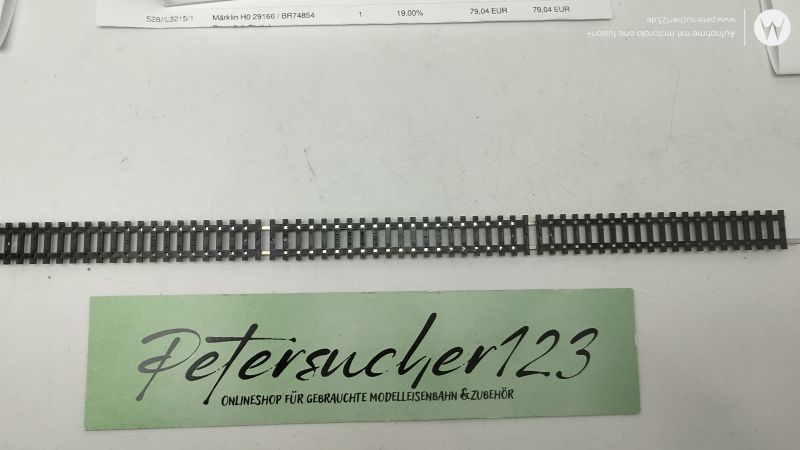 528//L3215/1 Märklin H0 29166 / BR74854 1 19.00% 79,04 EUR 79,04 EUR
Aufnahme mit motorola one fusion+
www.petersucher123.de
Petersucher123
ONLINESHOP FÜR GEBRAUCHTE MODELLEISENBAHN & ZUBEHÖR